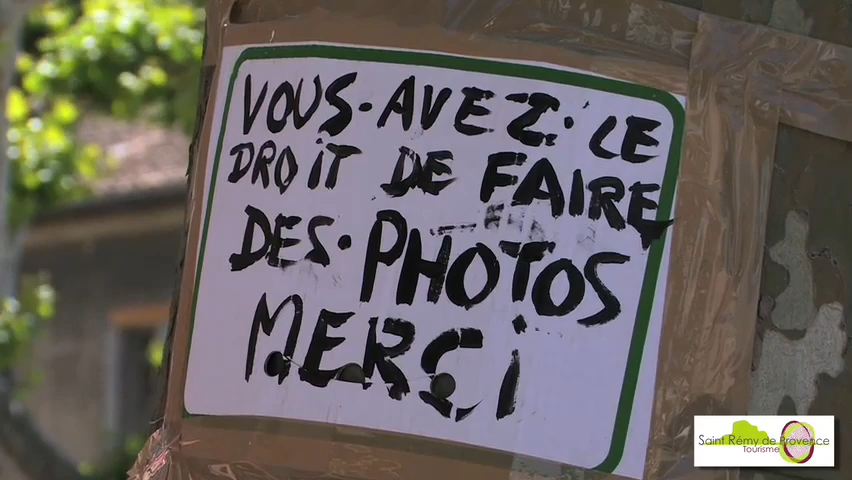 VOUS·AVEZ·LE
DROiT DE FAIRE
DES·PHOTOS
MERCi
Saint Rémy de Provence
Tourisme